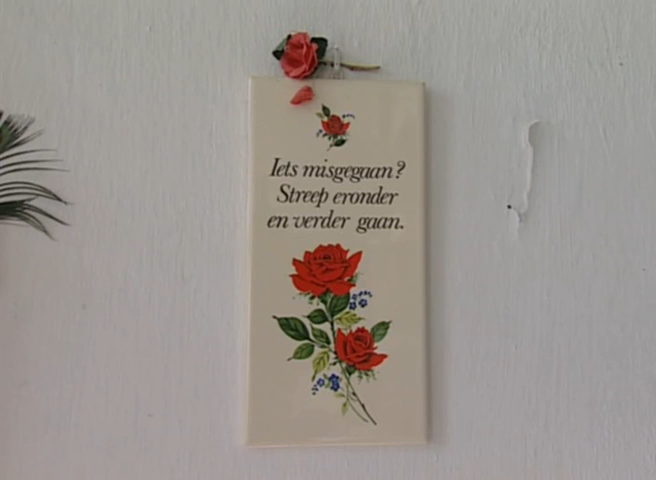 Iets misgegaan?
Streep eronder
en verder gaan.